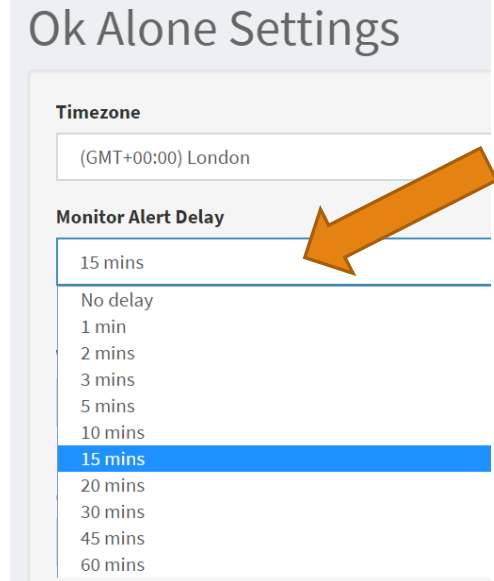 Ok Alone Settings
Timezone
(GMT+00:00) London
Monitor Alert Delay
15 mins
No delay
1 min
2 mins
3 mins
5 mins
10 mins
15 mins
20 mins
30 mins
45 mins
60 mins